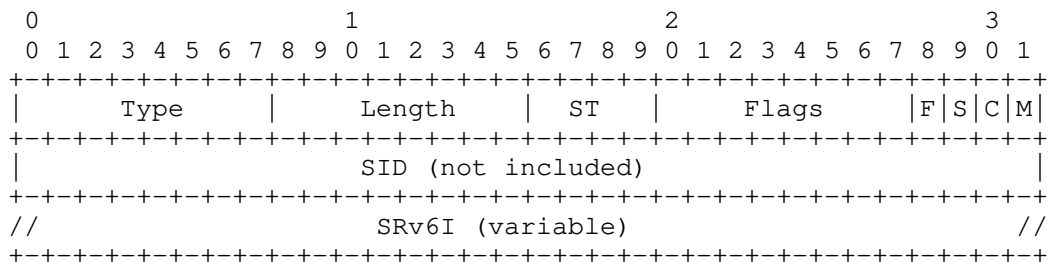 0                   1                   2                   3
 0 1 2 3 4 5 6 7 8 9 0 1 2 3 4 5 6 7 8 9 0 1 2 3 4 5 6 7 8 9 0 1
+-+-+-+-+-+-+-+-+-+-+-+-+-+-+-+-+-+-+-+-+-+-+-+-+-+-+-+-+-+-+-+-+
|     Type      |     Length    |  ST   |     Flags     |F|S|C|M|
+-+-+-+-+-+-+-+-+-+-+-+-+-+-+-+-+-+-+-+-+-+-+-+-+-+-+-+-+-+-+-+-+
|                     SID (not included)                        |
+-+-+-+-+-+-+-+-+-+-+-+-+-+-+-+-+-+-+-+-+-+-+-+-+-+-+-+-+-+-+-+-+
//                     SRv6I (variable)                        //
+-+-+-+-+-+-+-+-+-+-+-+-+-+-+-+-+-+-+-+-+-+-+-+-+-+-+-+-+-+-+-+-+